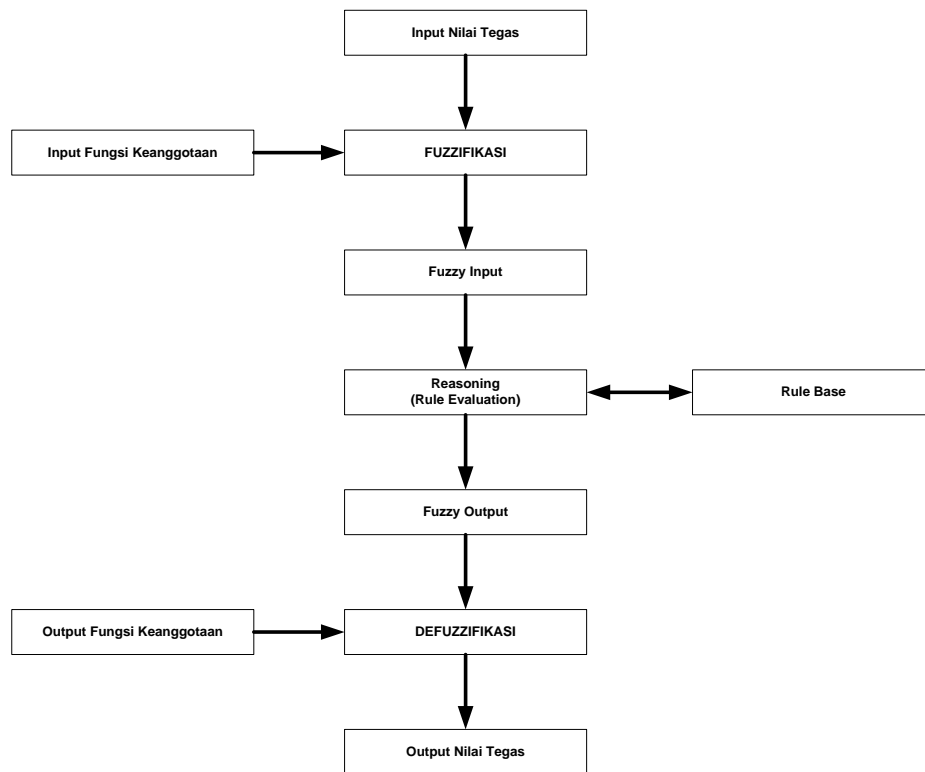 Input Nilai Tegas
Input Fungsi Keanggotaan
FUZZIFIKASI
Fuzzy Input
Reasoning
(Rule Evaluation)
Rule Base
Fuzzy Output
Output Fungsi Keanggotaan
DEFUZZIFIKASI
Output Nilai Tegas